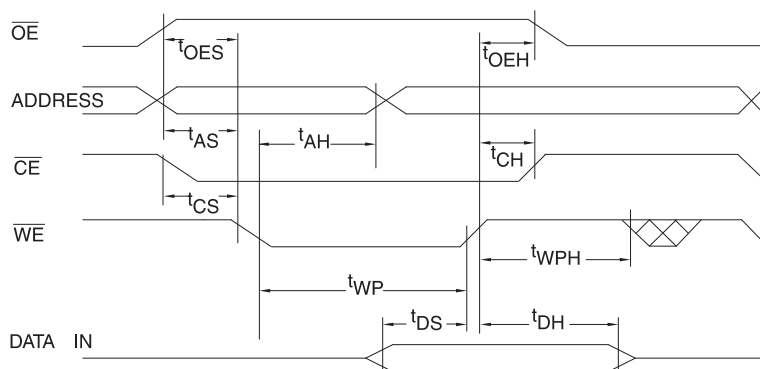 OE
tOES
tOEH
ADDRESS
tAS
tAH
tCH
CE
tCS
WE
tWPH
tWP
tDS
tDH
DATA IN